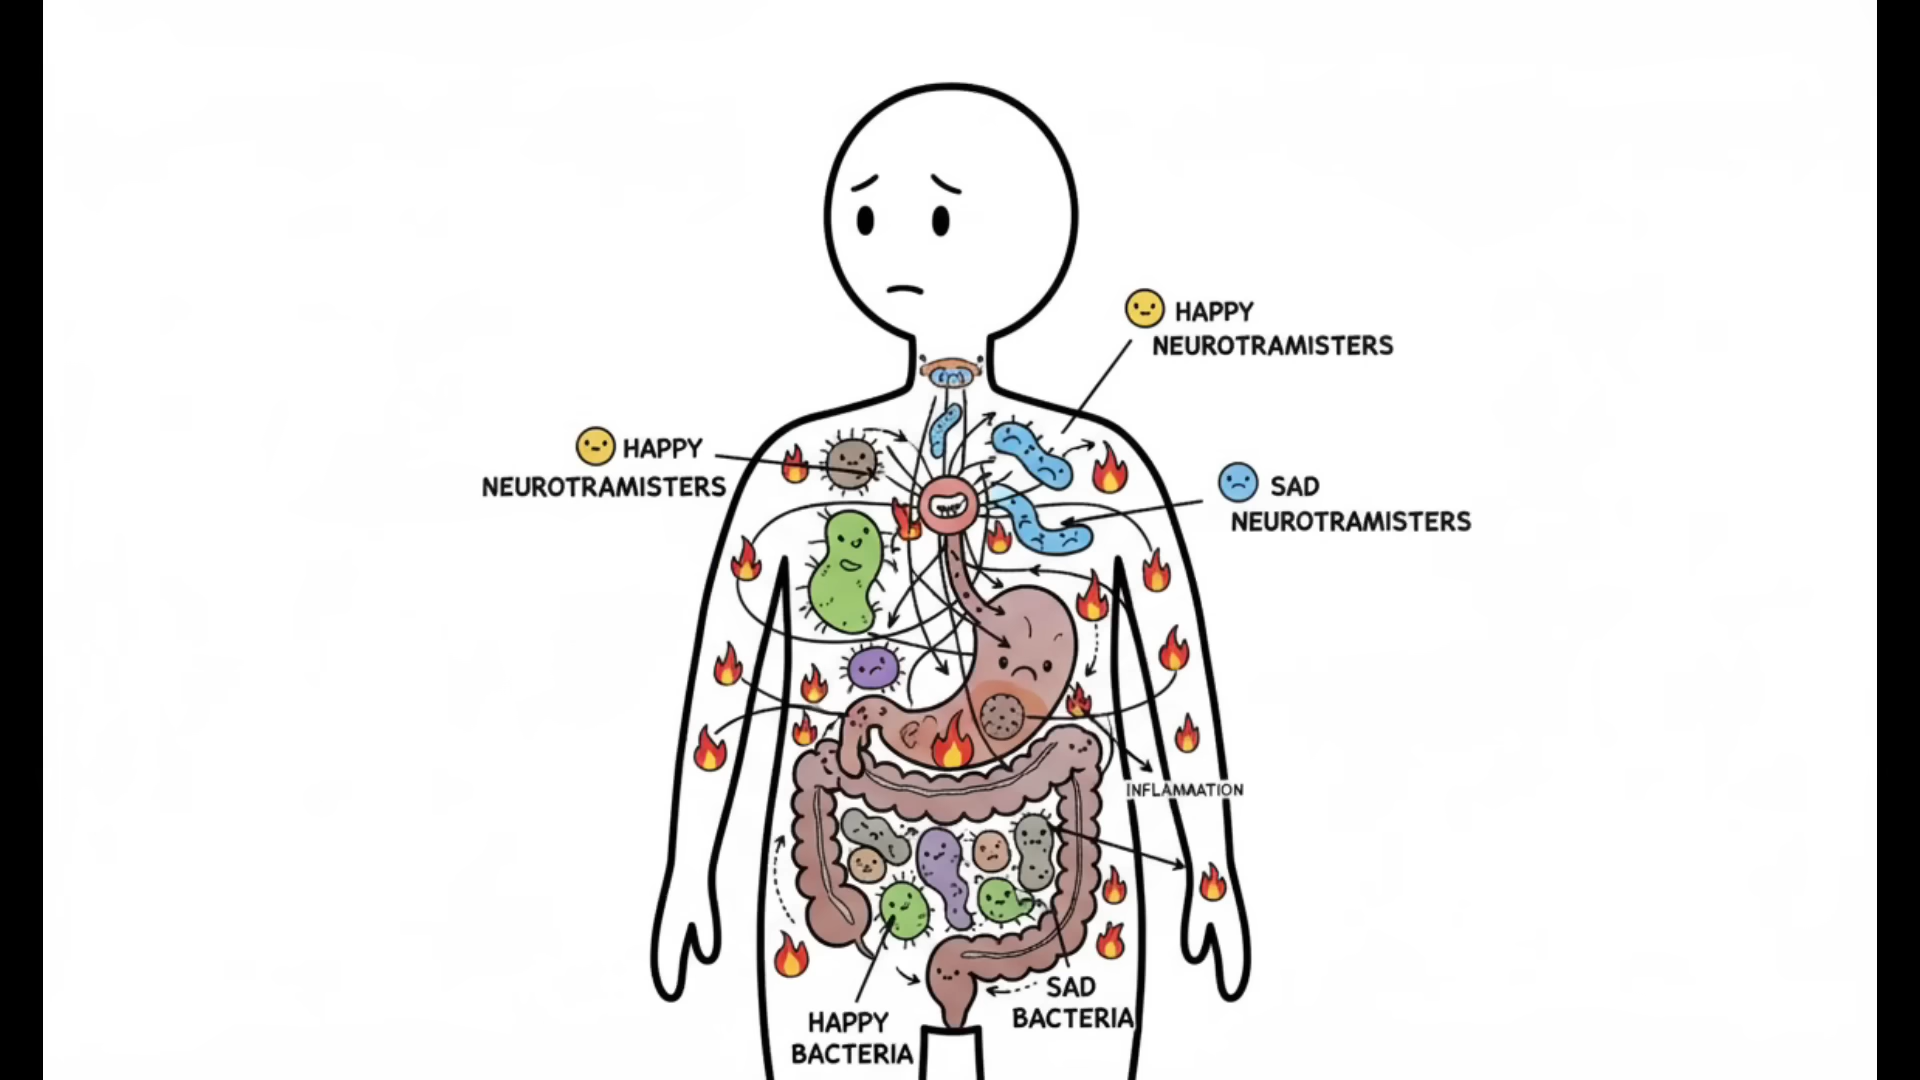 HAPPY
NEUROTRAMISTERS
HAPPY
NEUROTRAMISTERS
SAD
NEUROTRAMISTERS
INFLAMAATION
SAD
BACTERIA
HAPPY
BACTERIA